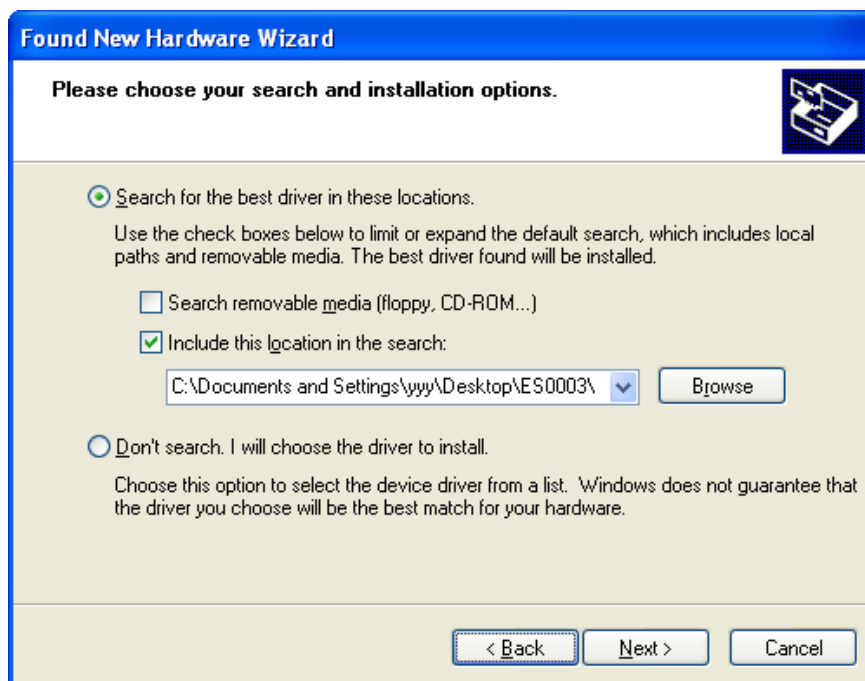 Found New Hardware Wizard
Please choose your search and installation options.
Search for the best driver in these locations.
Use the check boxes below to limit or expand the default search, which includes local
paths and removable media. The best driver found will be installed.
Search removable media (floppy, CD-ROM...)
Include this location in the search:
C:\Documents and Settings\yyy\Desktop\ES0003\
Browse
Don't search. I will choose the driver to install.
Choose this option to select the device driver from a list. Windows does not guarantee that
the driver you choose will be the best match for your hardware.
< Back
Next >
Cancel